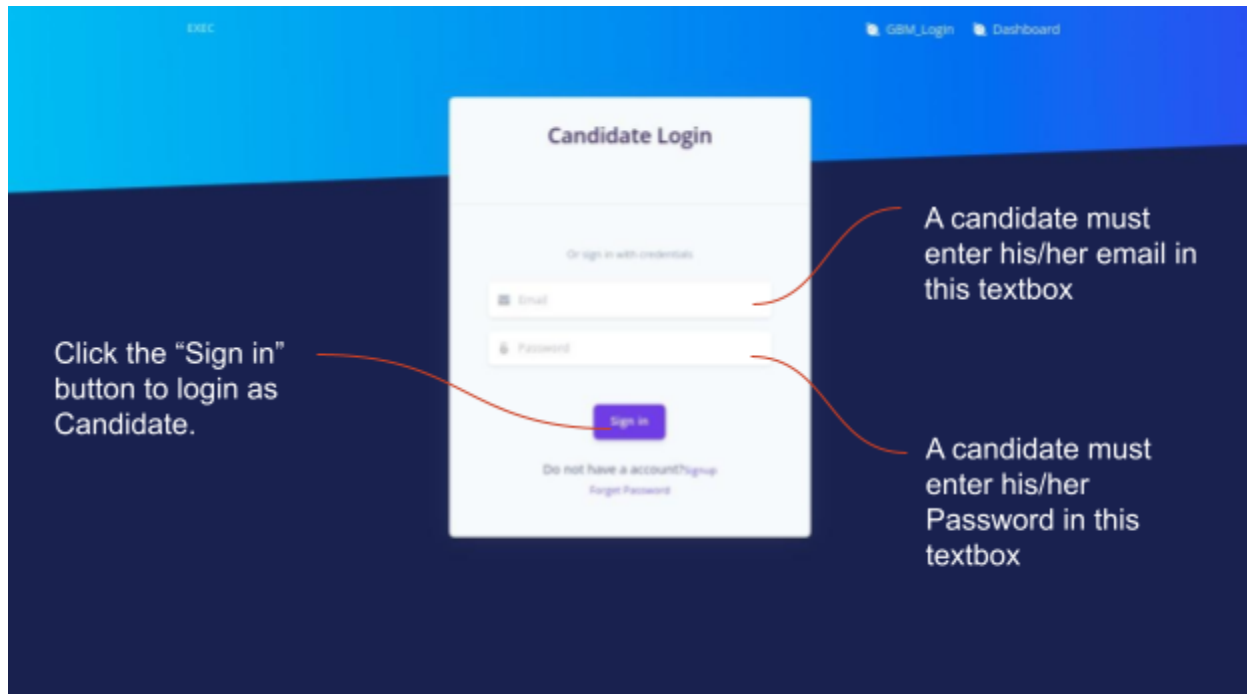 EXEC
GBM_Login Dashboard
Candidate Login
Or sign in with credentials
Email
Password
Sign in
Do not have a account?Signup
Forget Password
Click the “Sign in”
button to login as
Candidate.
A candidate must
enter his/her email in
this textbox
A candidate must
enter his/her
Password in this
textbox